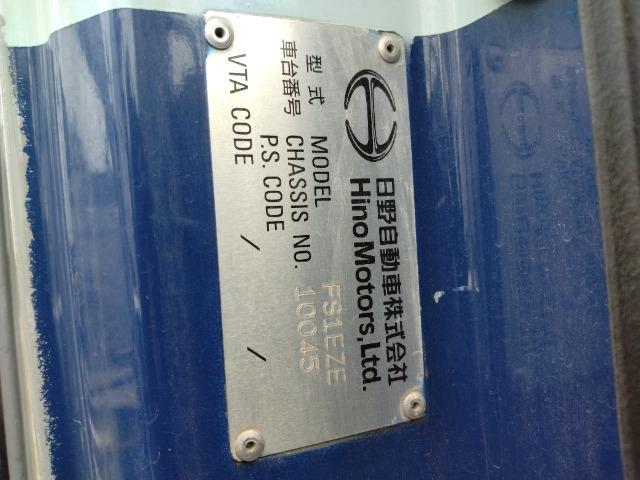 日野自動車株式会社
Hino Motors,Ltd.
型式 MODEL FS1EZE
車台番号 CHASSIS NO. 10045
P.S. CODE /
VTA CODE /